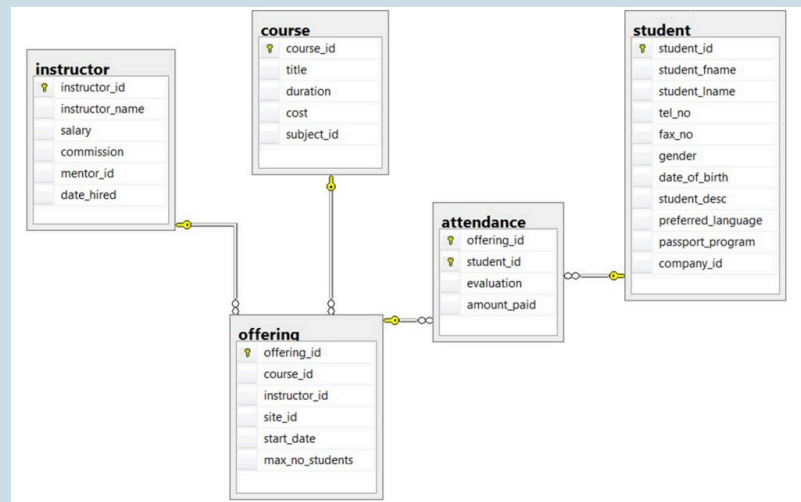 instructor
instructor_id
instructor_name
salary
commission
mentor_id
date_hired
course
course_id
title
duration
cost
subject_id
student
student_id
student_fname
student_lname
tel_no
fax_no
gender
date_of_birth
student_desc
preferred_language
passport_program
company_id
attendance
offering_id
student_id
evaluation
amount_paid
offering
offering_id
course_id
instructor_id
site_id
start_date
max_no_students